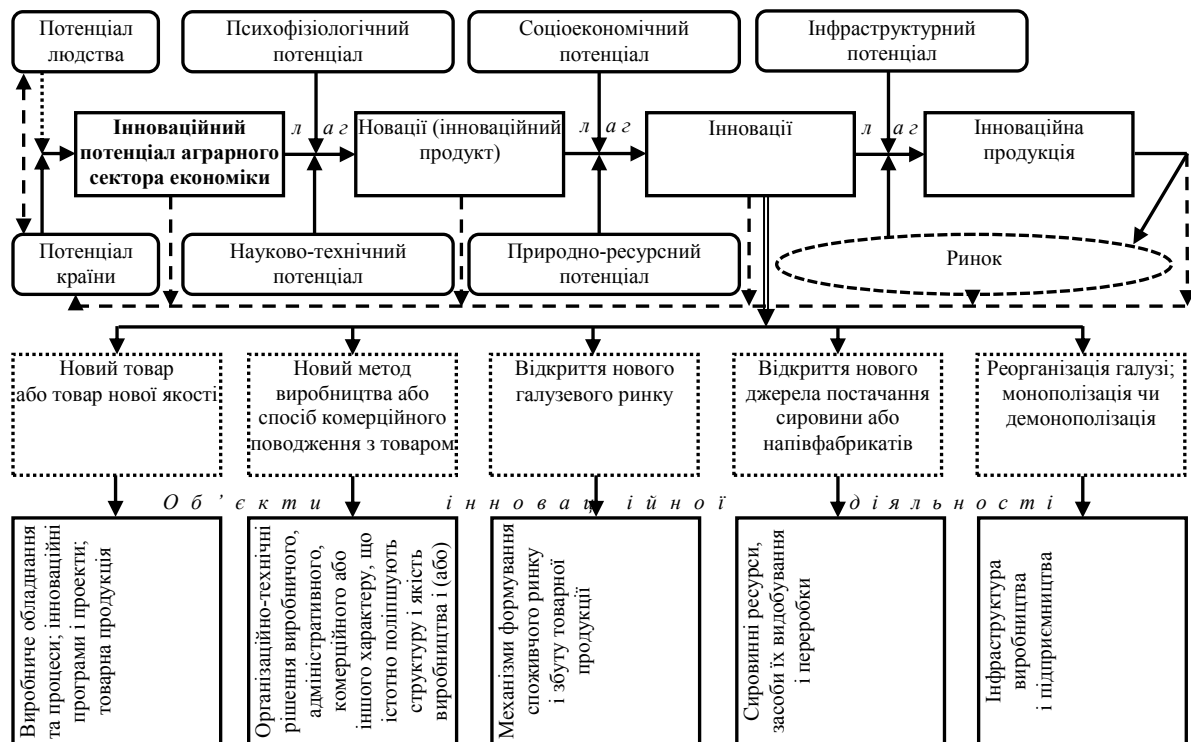 Потенціал
людства
Психофізіологічний
потенціал
Соціоекономічний
потенціал
Інфраструктурний
потенціал
Інноваційний
потенціал аграрного
сектора економіки
л а г
Новації (інноваційний
продукт)
л а г
Інновації
л а г
Інноваційна
продукція
Потенціал
країни
Науково-технічний
потенціал
Природно-ресурсний
потенціал
Ринок
Новий товар
або товар нової якості
Новий метод
виробництва або
спосіб комерційного
поводження з товаром
Відкриття нового
галузевого ринку
Відкриття нового
джерела постачання
сировини або
напівфабрикатів
Реорганізація галузі;
монополізація чи
демонополізація
О б ’ є к т и і н н о в а ц і й н о ї д і я л ь н о с т і
Виробниче обладнання
та процеси; інноваційні
програми і проекти;
товарна продукція
Організаційно-технічні
рішення виробничого,
адміністративного,
комерційного або
іншого характеру, що
істотно поліпшують
структуру і якість
виробництва і (або)
Механізми формування
споживчого ринку
і збуту товарної
продукції
Сировинні ресурси,
засоби їх видобування
і переробки
Інфраструктура
виробництва
і підприємництва